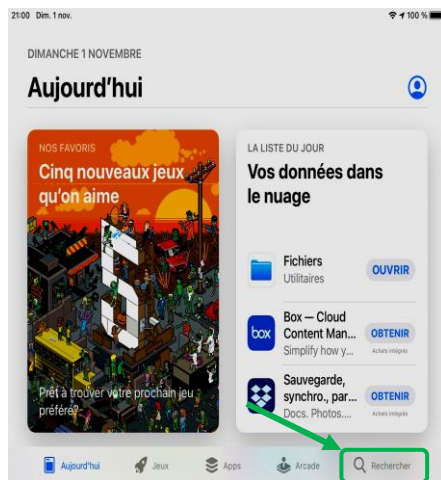 21:00 Dim. 1 nov.
100 %
DIMANCHE 1 NOVEMBRE
Aujourd'hui
NOS FAVORIS
Cinq nouveaux jeux
qu'on aime
Prêt à trouver votre prochain jeu
préféré?
LA LISTE DU JOUR
Vos données dans
le nuage
Fichiers
Utilitaires
OUVRIR
box
Box — Cloud
Content Man...
Simplify how y...
OBTENIR
Achats intégrés
Sauvegarde,
synchro., par...
Docs. Photos....
OBTENIR
Achats intégrés
Aujourd'hui
Jeux
Apps
Arcade
Rechercher